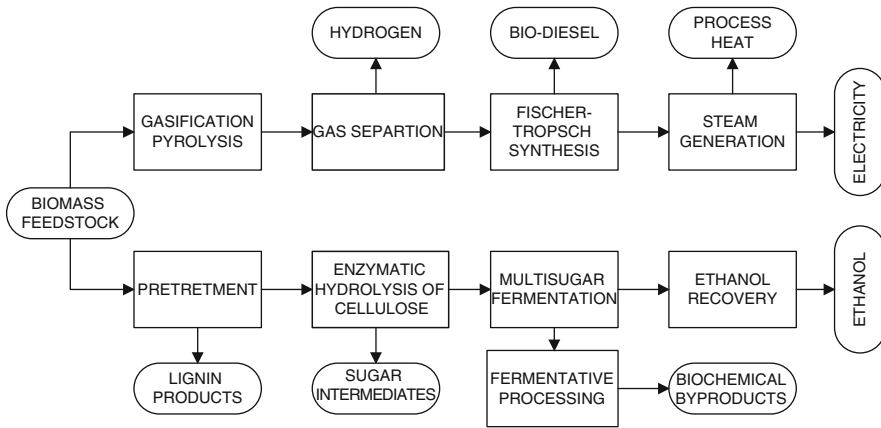 HYDROGEN
BIO-DIESEL
PROCESS
HEAT
GASIFICATION
PYROLYSIS
GAS SEPARTION
FISCHER-
TROPSCH
SYNTHESIS
STEAM
GENERATION
ELECTRICITY
BIOMASS
FEEDSTOCK
PRETRETMENT
ENZYMATIC
HYDROLYSIS OF
CELLULOSE
MULTISUGAR
FERMENTATION
ETHANOL
RECOVERY
ETHANOL
LIGNIN
PRODUCTS
SUGAR
INTERMEDIATES
FERMENTATIVE
PROCESSING
BIOCHEMICAL
BYPRODUCTS